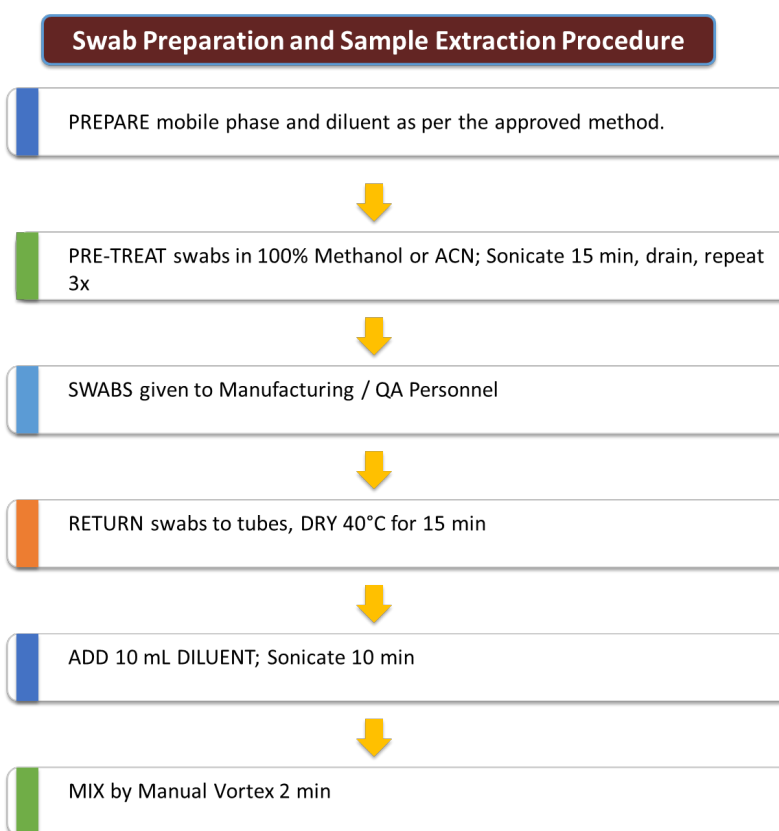 Swab Preparation and Sample Extraction Procedure
PREPARE mobile phase and diluent as per the approved method.
PRE-TREAT swabs in 100% Methanol or ACN; Sonicate 15 min, drain, repeat
3x
SWABS given to Manufacturing / QA Personnel
RETURN swabs to tubes, DRY 40°C for 15 min
ADD 10 mL DILUENT; Sonicate 10 min
MIX by Manual Vortex 2 min